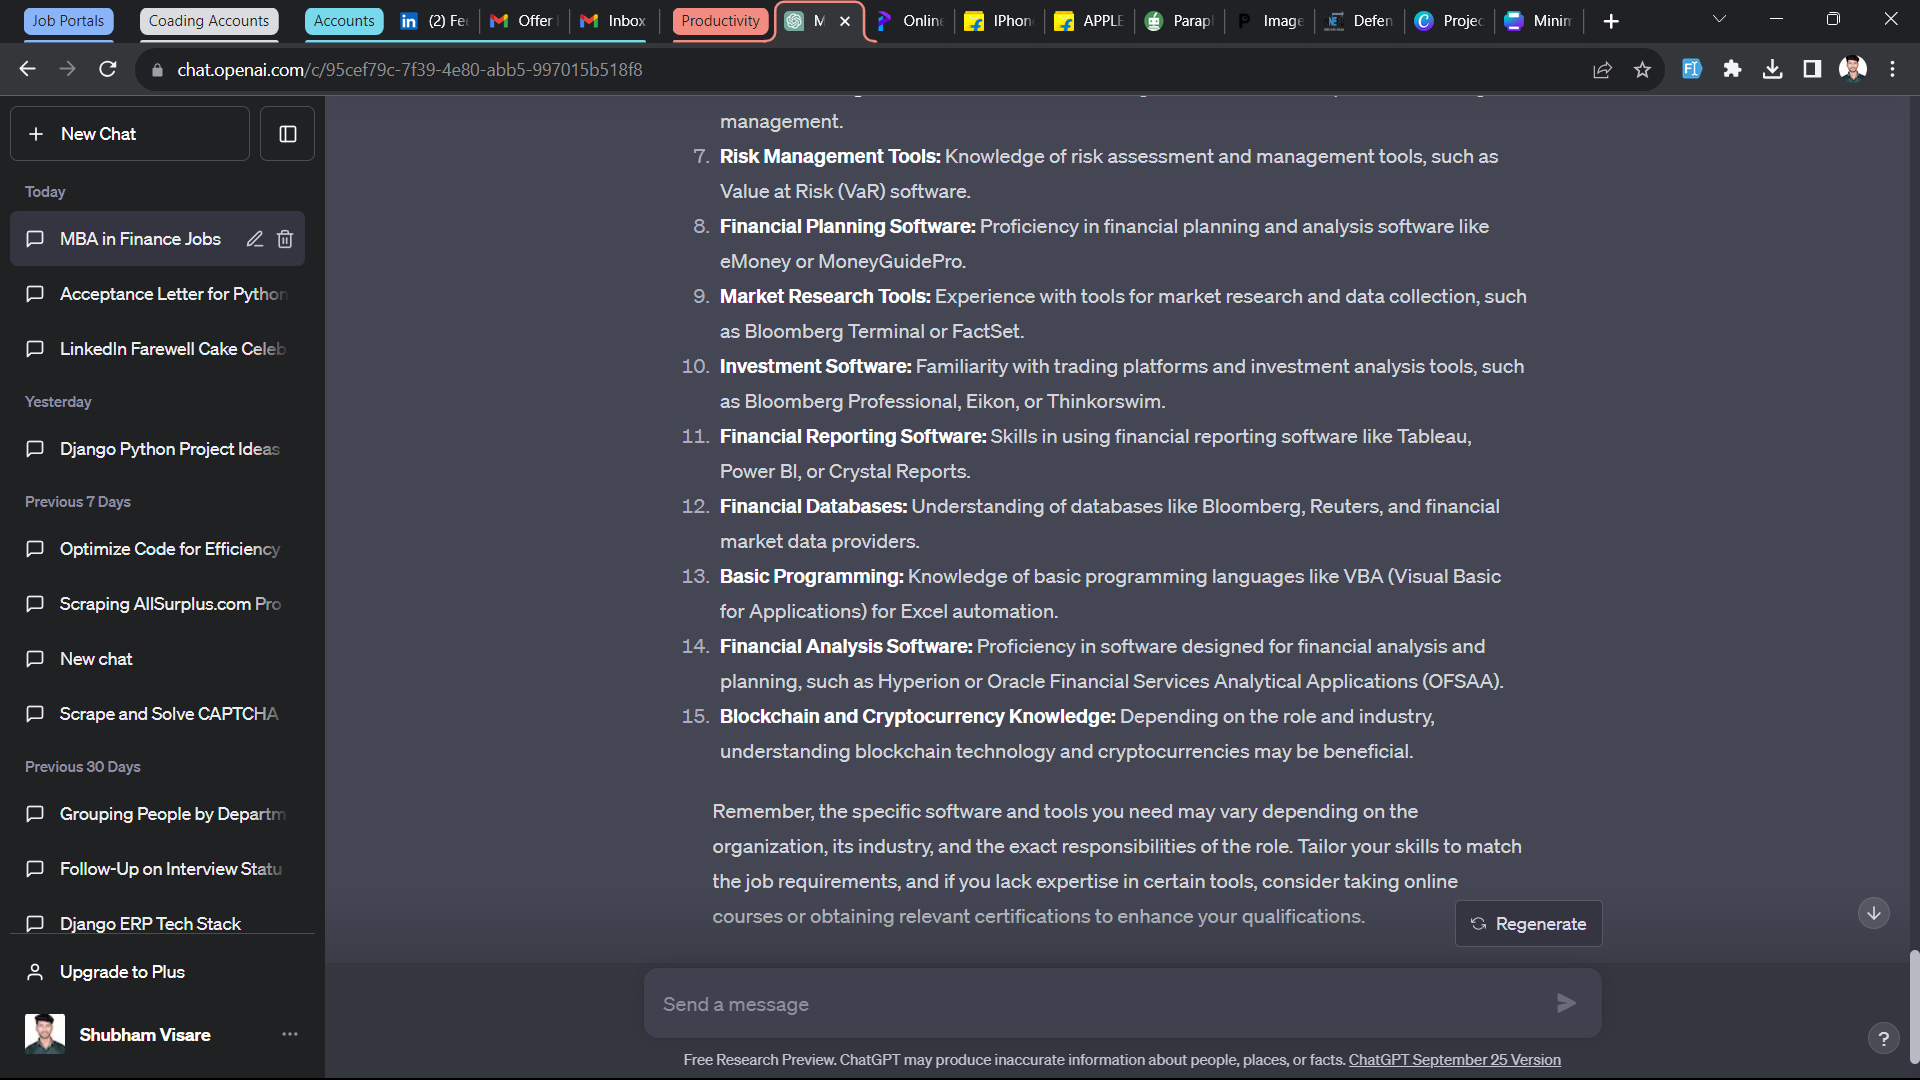 Job Portals
Coading Accounts
Accounts
(2) Fe
Offer
Inbox
Productivity
M
Online
IPhon
APPLE
Parap
Image
Defen
Projec
Minim
chat.openai.com/c/95cef79c-7f39-4e80-abb5-997015b518f8
New Chat
Today
MBA in Finance Jobs
Acceptance Letter for Python
LinkedIn Farewell Cake Celeb
Yesterday
Django Python Project Ideas
Previous 7 Days
Optimize Code for Efficiency
Scraping AllSurplus.com Pro
New chat
Scrape and Solve CAPTCHA
Previous 30 Days
Grouping People by Departm
Follow-Up on Interview Statu
Django ERP Tech Stack
Upgrade to Plus
Shubham Visare
management.
7. Risk Management Tools: Knowledge of risk assessment and management tools, such as
Value at Risk (VaR) software.
8. Financial Planning Software: Proficiency in financial planning and analysis software like
eMoney or MoneyGuidePro.
9. Market Research Tools: Experience with tools for market research and data collection, such
as Bloomberg Terminal or FactSet.
10. Investment Software: Familiarity with trading platforms and investment analysis tools, such
as Bloomberg Professional, Eikon, or Thinkorswim.
11. Financial Reporting Software: Skills in using financial reporting software like Tableau,
Power BI, or Crystal Reports.
12. Financial Databases: Understanding of databases like Bloomberg, Reuters, and financial
market data providers.
13. Basic Programming: Knowledge of basic programming languages like VBA (Visual Basic
for Applications) for Excel automation.
14. Financial Analysis Software: Proficiency in software designed for financial analysis and
planning, such as Hyperion or Oracle Financial Services Analytical Applications (OFSAA).
15. Blockchain and Cryptocurrency Knowledge: Depending on the role and industry,
understanding blockchain technology and cryptocurrencies may be beneficial.
Remember, the specific software and tools you need may vary depending on the
organization, its industry, and the exact responsibilities of the role. Tailor your skills to match
the job requirements, and if you lack expertise in certain tools, consider taking online
courses or obtaining relevant certifications to enhance your qualifications.
Regenerate
Send a message
Free Research Preview. ChatGPT may produce inaccurate information about people, places, or facts. ChatGPT September 25 Version
?